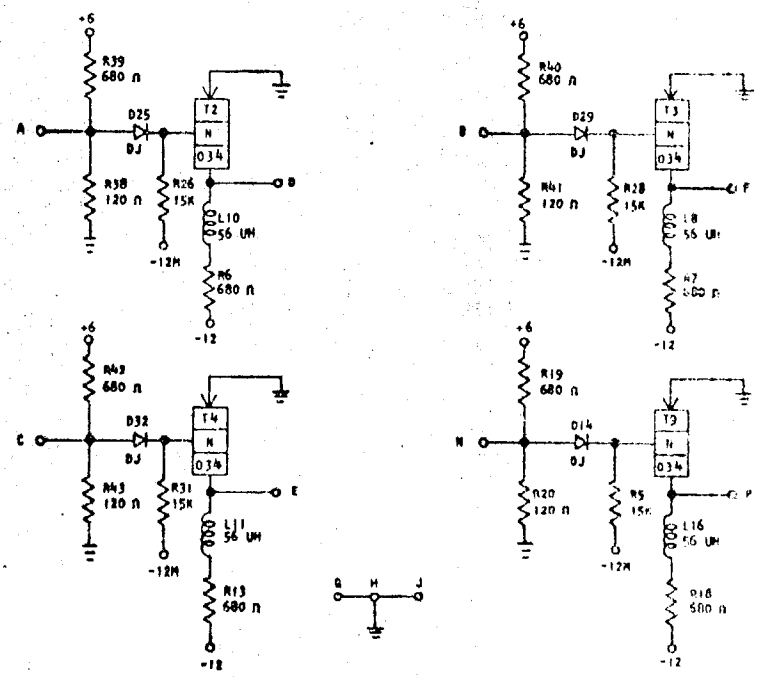 +6
R39
680 Ω
A
D25
DJ
T2
N
034
R38
120 Ω
R26
15K
-12M
D
L10
56 UH
R6
680 Ω
-12
+6
R40
680 Ω
B
D29
DJ
T3
N
034
R41
120 Ω
R28
15K
-12M
F
L8
56 UH
R7
680 Ω
-12
+6
R42
680 Ω
C
D32
DJ
T4
N
034
R43
120 Ω
R31
15K
-12M
E
L11
56 UH
R13
680 Ω
-12
+6
R19
680 Ω
N
D14
DJ
T9
N
034
R20
120 Ω
R5
15K
-12M
P
L16
56 UH
R18
680 Ω
-12
G H J